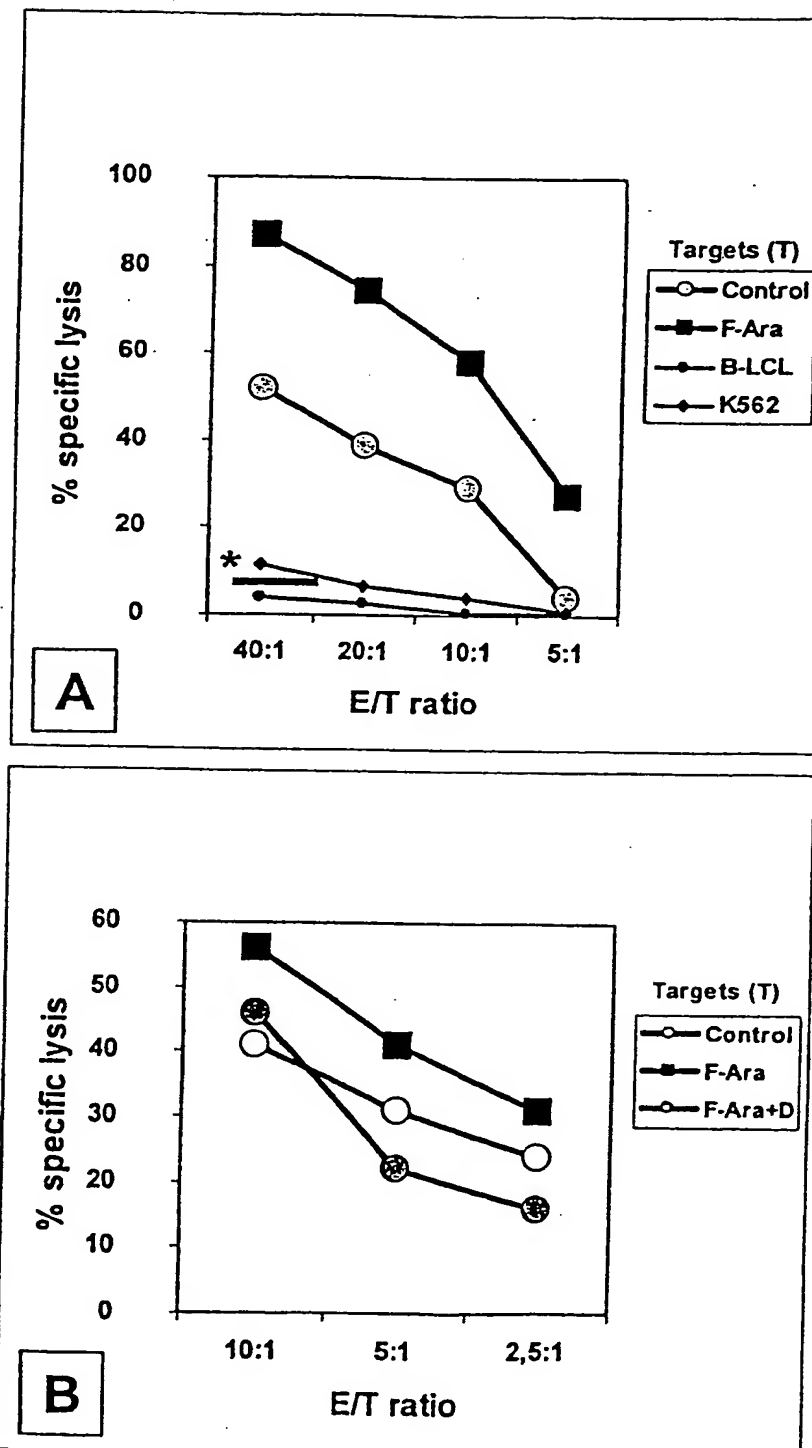 100
80
60
40
20
0
% specific lysis
*
40:1 20:1 10:1 5:1
E/T ratio
Targets (T)
Control
F-Ara
B-LCL
K562
A
60
50
40
30
20
10
0
% specific lysis
10:1 5:1 2,5:1
E/T ratio
Targets (T)
Control
F-Ara
F-Ara+D
B